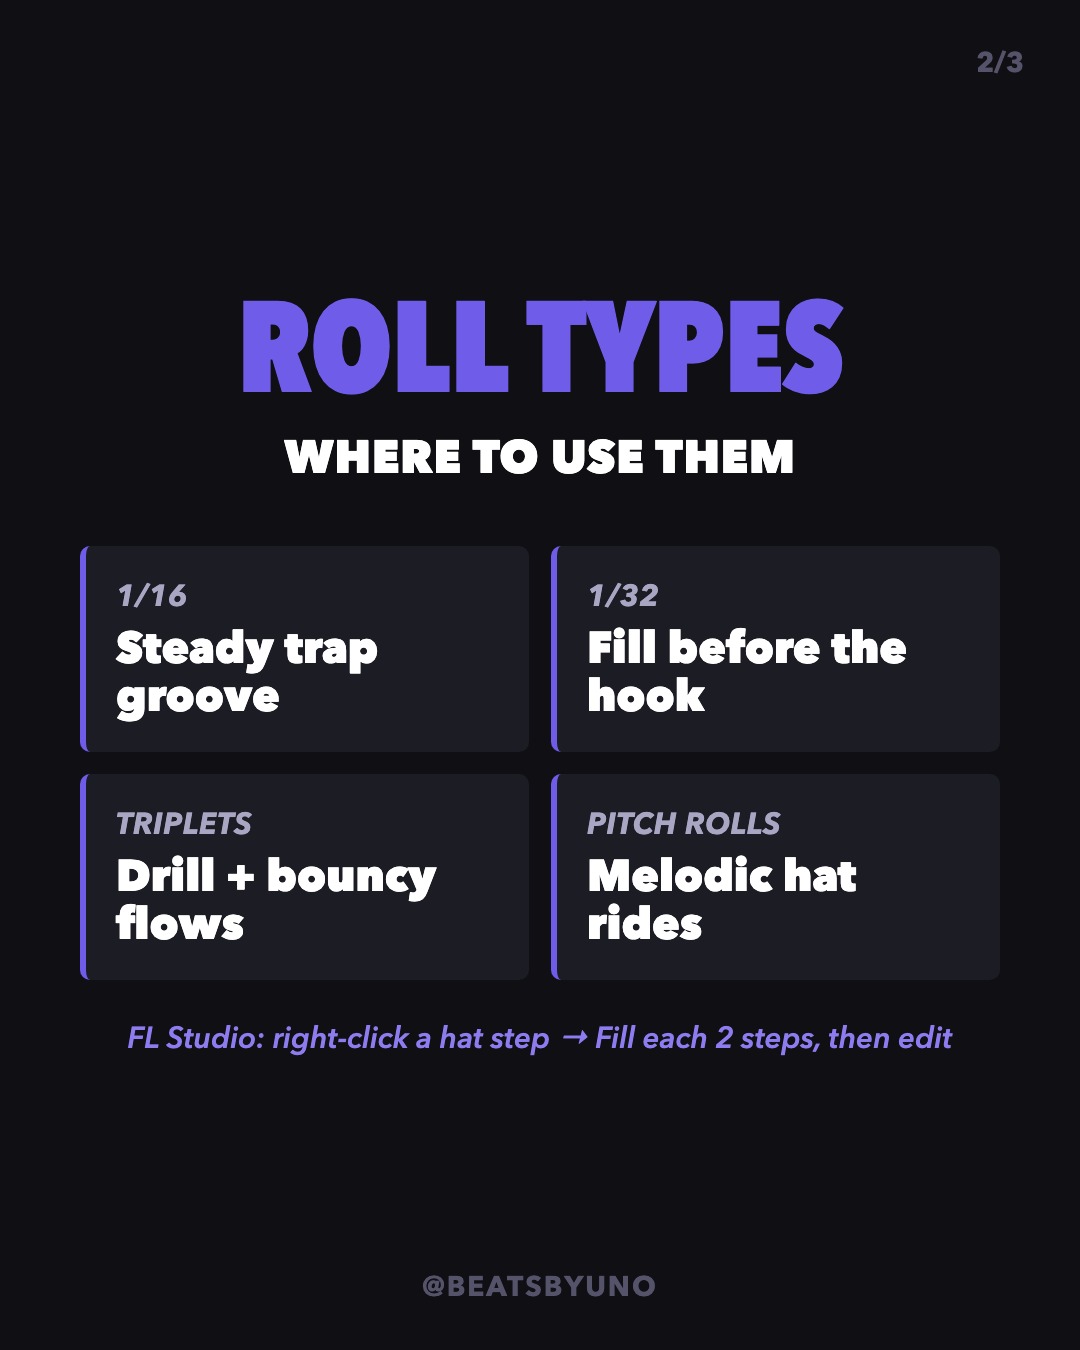 2/3
ROLL TYPES
WHERE TO USE THEM
1/16
Steady trap
groove
1/32
Fill before the
hook
TRIPLETS
Drill + bouncy
flows
PITCH ROLLS
Melodic hat
rides
FL Studio: right-click a hat step → Fill each 2 steps, then edit
@BEATSBYUNO